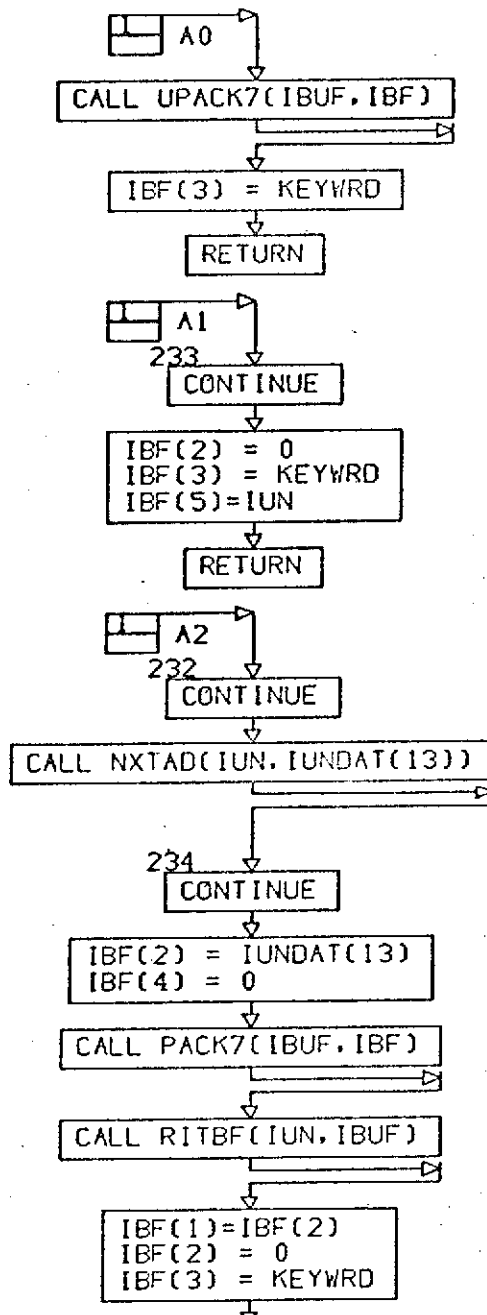 A0
CALL UPACK7(IBUF,IBF)
IBF(3) = KEYWRD
RETURN
A1
233
CONTINUE
IBF(2) = 0
IBF(3) = KEYWRD
IBF(5)=IUN
RETURN
A2
232
CONTINUE
CALL NXTAD(IUN,IUNDAT(13))
234
CONTINUE
IBF(2) = IUNDAT(13)
IBF(4) = 0
CALL PACK7(IBUF,IBF)
CALL RITBF(IUN,IBUF)
IBF(1)=IBF(2)
IBF(2) = 0
IBF(3) = KEYWRD